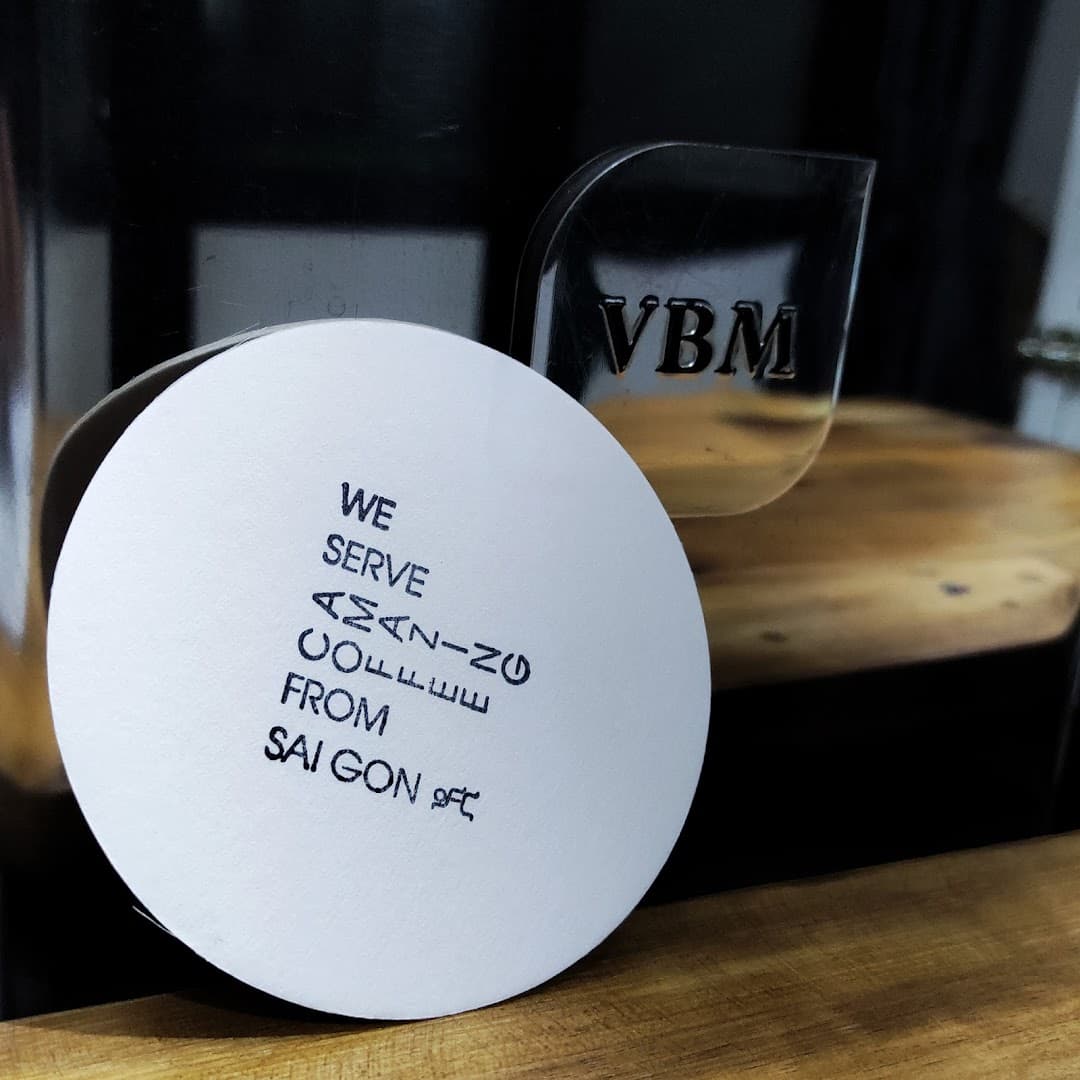 VBM
WE
SERVE
AMAZING
COFFEE
FROM
SAI GON